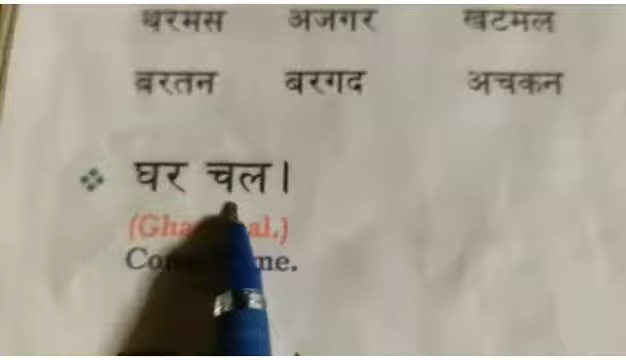 थरमस अजगर खटमल
बरतन बरगद अचकन
घर चल।